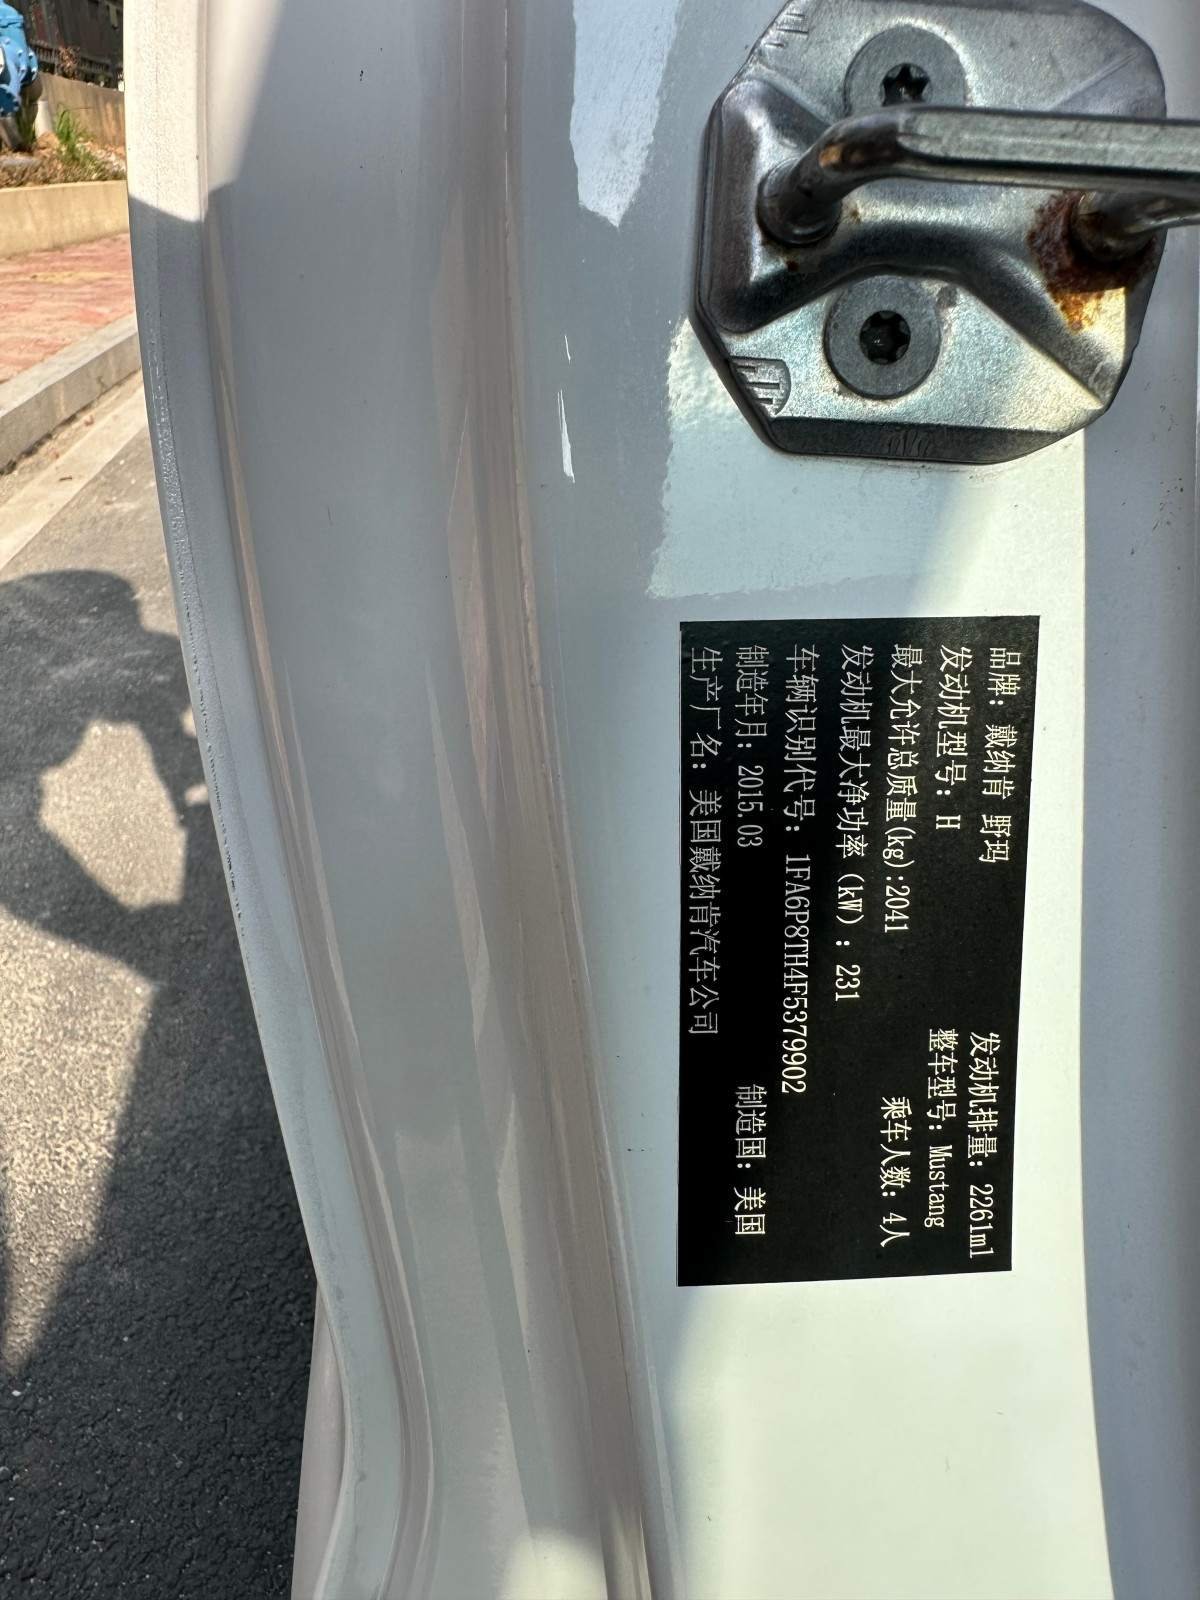 品牌：戴纳肯 野玛 发动机排量：2261ml
发动机型号：H 整车型号：Mustang
最大允许总质量(kg):2041 乘车人数：4人
发动机最大净功率(kW)：231
车辆识别代号：1FA6P8TH4F5379902
制造年月：2015.03 制造国：美国
生产厂名：美国戴纳肯汽车公司